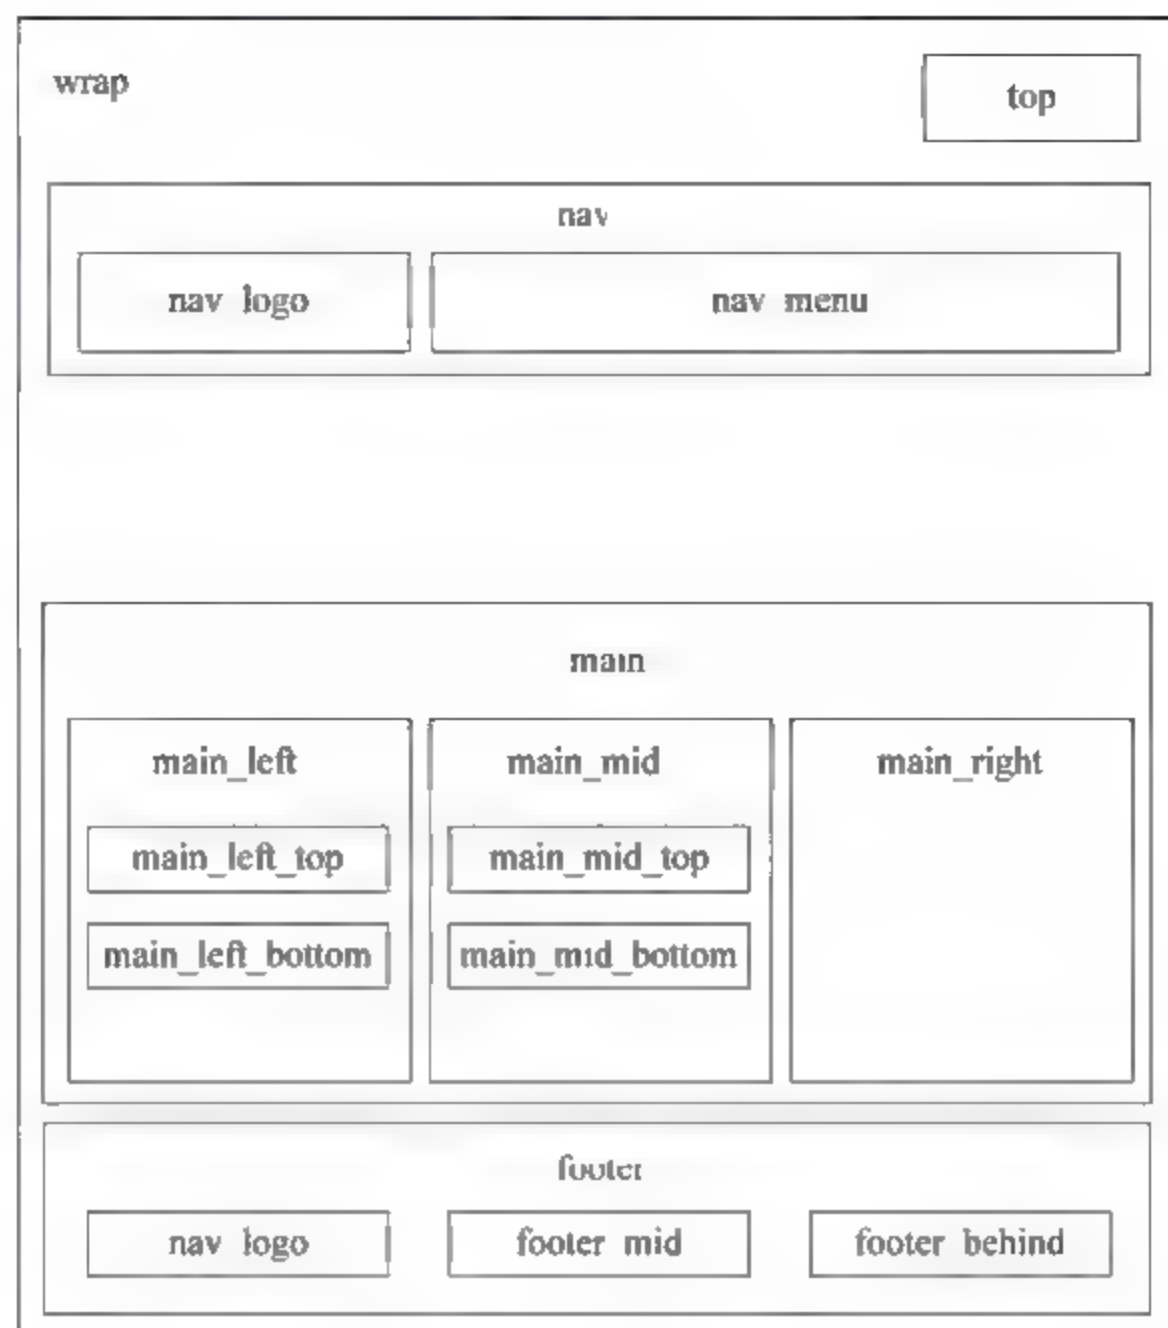 wrap
top
nav
nav logo
nav menu
main
main_left
main_mid
main_right
main_left_top
main_mid_top
main_left_bottom
main_mid_bottom
footer
nav logo
footer mid
footer behind